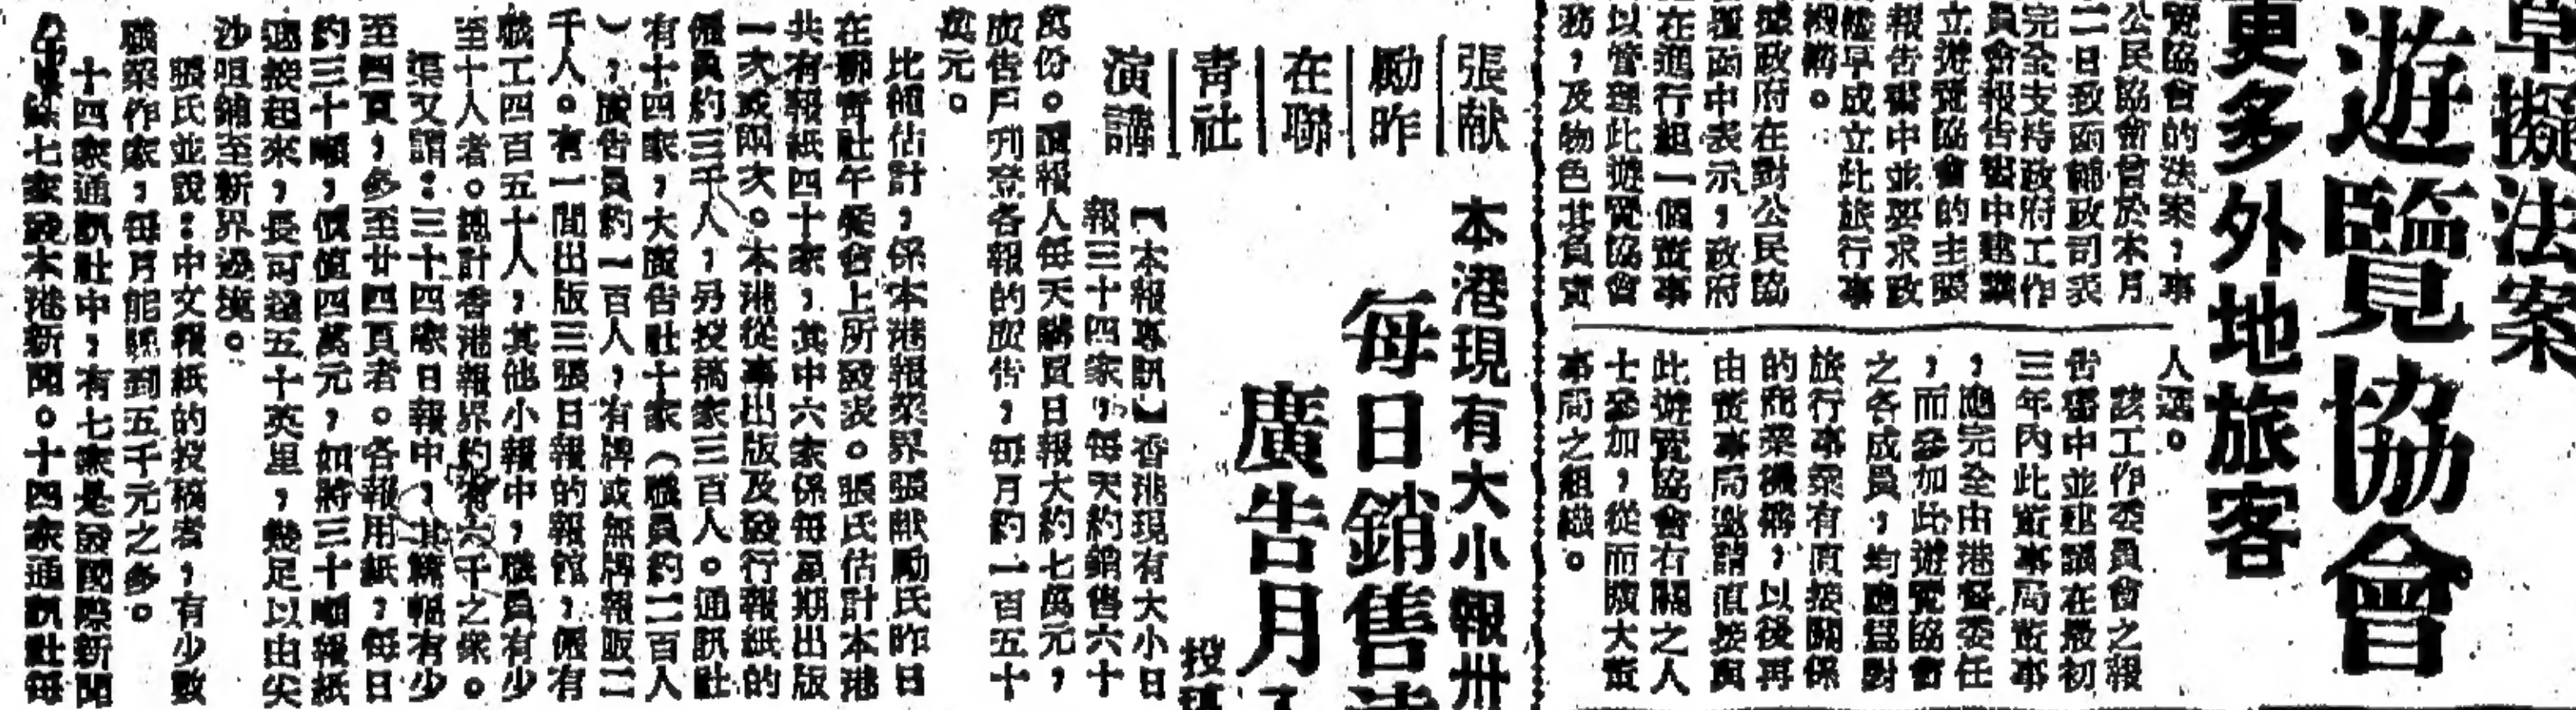 早擬法案
遊覽協會
更多外地旅客
覽協會的法案，事
公民協會曾於本月
二日致函輔政司表
完全支持政府工作
員會報告書中建議
立遊覽協會的主張
報告書中並要求政
儘早成立此旅行事
機構。
據政府在對公民協
覆函中表示，政府
在進行組一個董事
以管理此遊覽協會
務，及物色其負責
人選。
該工作委員會之報
告書中並建議在最初
三年內此董事局董事
，應完全由港督委任
，而參加此遊覽協會
之各成員，均應為對
旅行事業有直接關係
的商業機構，以後再
由董事局邀請直接與
此遊覽協會有關之人
士參加，從而擴大董
事局之組織。
本港現有大小報卅
每日銷售
廣告月
投
張献
勵昨
在聯
青社
演講
【本報專訊】香港現有大小日
報三十四家，每天約銷售六十
萬份。讀報人每天購買日報大約七萬元，
廣告戶刊登各報的廣告，每月約一百五十
萬元。
比種估計，係本港報業界張献勵氏昨日
在聯青社午餐會上所發表。張氏估計本港
共有報紙四十家，其中六家係每星期出版
一次或兩次。本港從事出版及發行報紙的
僱員約三千人，另投稿家三百人。通訊社
有十四家，大廣告社十家（職員約二百人
），廣告員約一百人，有牌或無牌報販二
千人。有一間出版三張日報的報館，僱有
職工四百五十人，其他小報中，職員有少
至十人者。總計香港報界約有六千之眾。
渠又謂：三十四家日報中，其篇幅有少
至四頁，多至廿四頁者。各報用紙，每日
約三十噸，價值四萬元，如將三十噸報紙
連接起來，長可達五十英里，幾足以由尖
沙咀鋪至新界邊境。
張氏並說：中文報紙的投稿者，有少數
職業作家，每月能賺到五千元之多。
十四家通訊社中，有七家是發國際新聞
，其餘七家發本港新聞。十四家通訊社每